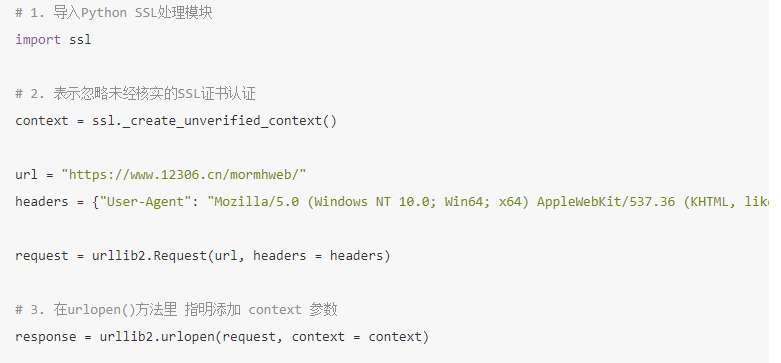 # 1. 导入Python SSL处理模块
import ssl
# 2. 表示忽略未经核实的SSL证书认证
context = ssl._create_unverified_context()
url = "https://www.12306.cn/mormhweb/"
headers = {"User-Agent": "Mozilla/5.0 (Windows NT 10.0; Win64; x64) AppleWebKit/537.36 (KHTML, like
request = urllib2.Request(url, headers = headers)
# 3. 在urlopen()方法里 指明添加 context 参数
response = urllib2.urlopen(request, context = context)